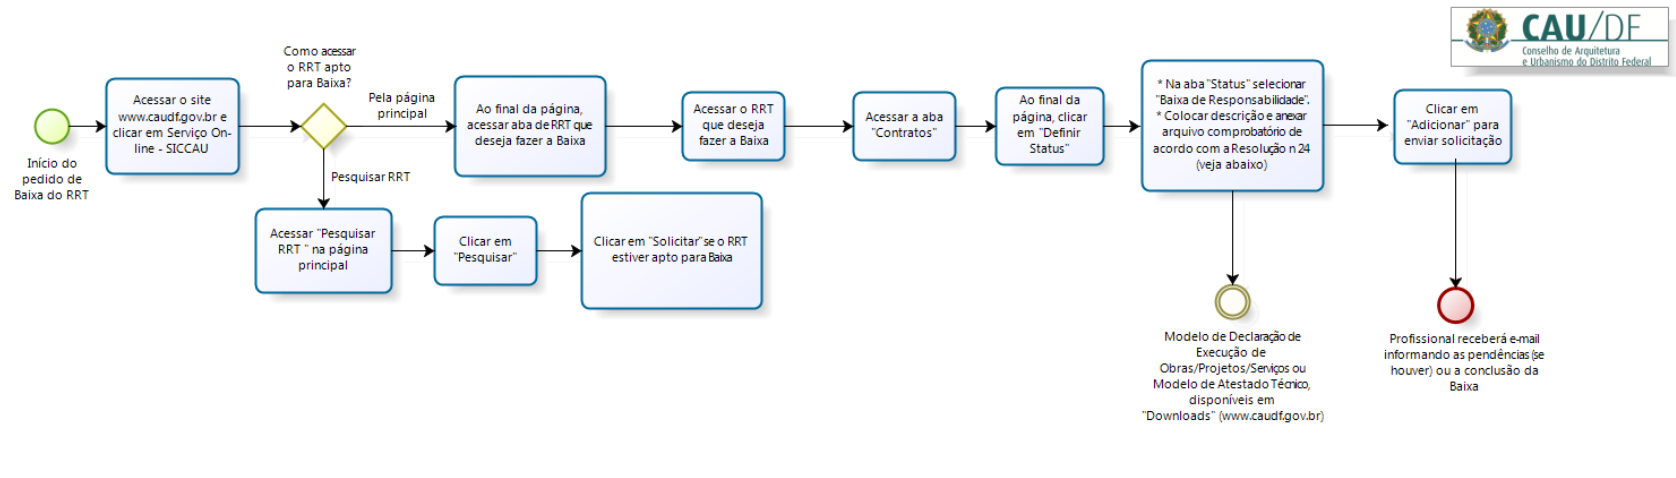 CAU/DF
Conselho de Arquitetura
e Urbanismo do Distrito Federal
Início do
pedido de
Baixa do RRT
Acessar o site
www.caudf.gov.br e
clicar em Serviço On-
line - SICCAU
Como acessar
o RRT apto
para Baixa?
Pela página
principal
Ao final da página,
acessar aba de RRT que
deseja fazer a Baixa
Acessar o RRT
que deseja
fazer a Baixa
Acessar a aba
"Contratos"
Ao final da
página, clicar
em "Definir
Status"
* Na aba "Status" selecionar
"Baixa de Responsabilidade".
* Colocar descrição e anexar
arquivo comprobatório de
acordo com a Resolução n 24
(veja abaixo)
Clicar em
"Adicionar" para
enviar solicitação
Pesquisar RRT
Acessar "Pesquisar
RRT " na página
principal
Clicar em
"Pesquisar"
Clicar em "Solicitar"se o RRT
estiver apto para Baixa
Modelo de Declaração de
Execução de
Obras/Projetos/Serviços ou
Modelo de Atestado Técnico,
disponíveis em
"Downloads" (www.caudf.gov.br)
Profissional receberá e-mail
informando as pendências (se
houver) ou a conclusão da
Baixa